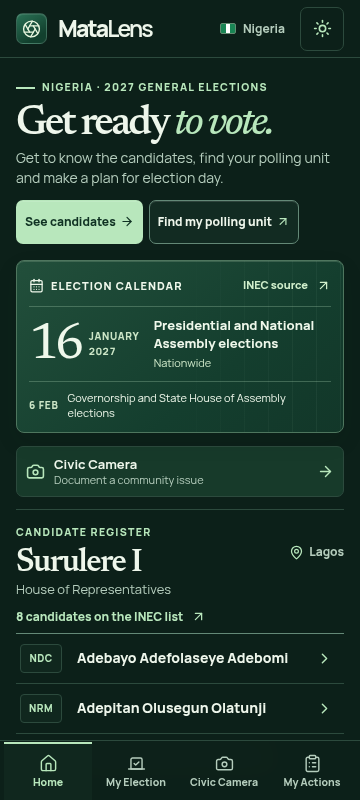 MataLens
Nigeria
NIGERIA · 2027 GENERAL ELECTIONS
Get ready to vote.
Get to know the candidates, find your polling unit
and make a plan for election day.
See candidates →
Find my polling unit ↗
ELECTION CALENDAR
INEC source ↗
16 JANUARY
2027
Presidential and National
Assembly elections
Nationwide
6 FEB
Governorship and State House of Assembly
elections
Civic Camera
Document a community issue
→
CANDIDATE REGISTER
Surulere I
Lagos
House of Representatives
8 candidates on the INEC list ↗
NDC Adebayo Adefolaseye Adebomi
NRM Adepitan Olusegun Olatunji
Home
My Election
Civic Camera
My Actions